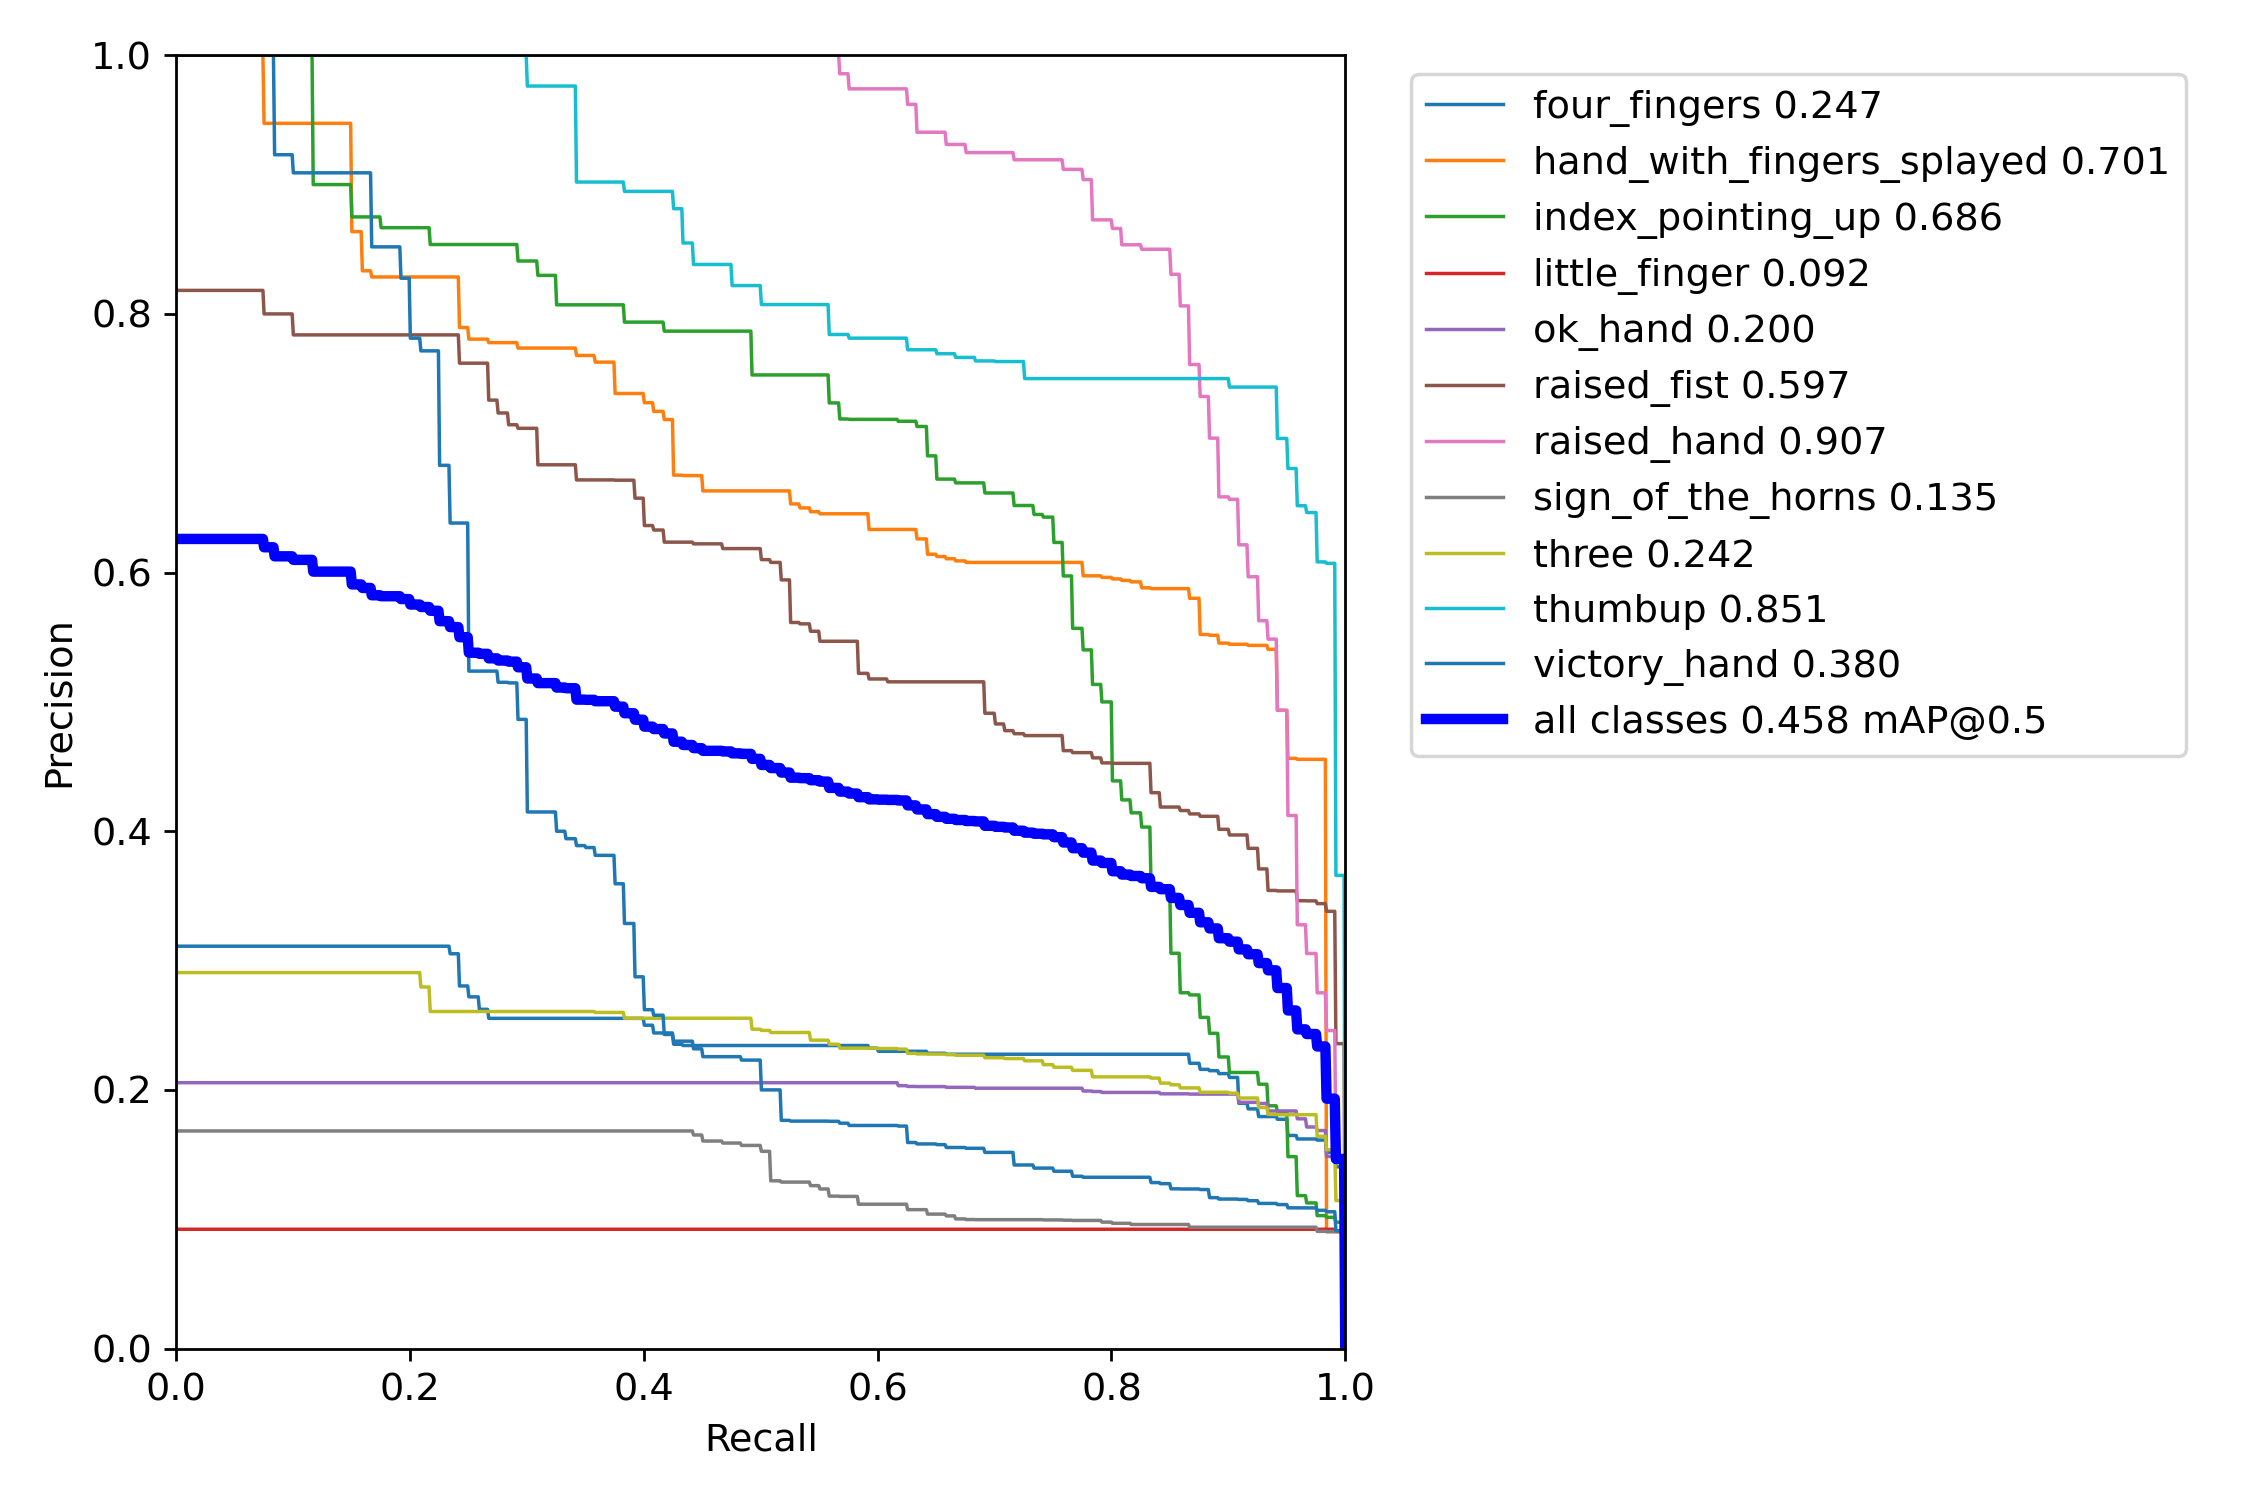 1.0
0.8
0.6
0.4
0.2
0.0
Precision
0.0 0.2 0.4 0.6 0.8 1.0
Recall
four_fingers 0.247
hand_with_fingers_splayed 0.701
index_pointing_up 0.686
little_finger 0.092
ok_hand 0.200
raised_fist 0.597
raised_hand 0.907
sign_of_the_horns 0.135
three 0.242
thumbup 0.851
victory_hand 0.380
all classes 0.458 mAP@0.5